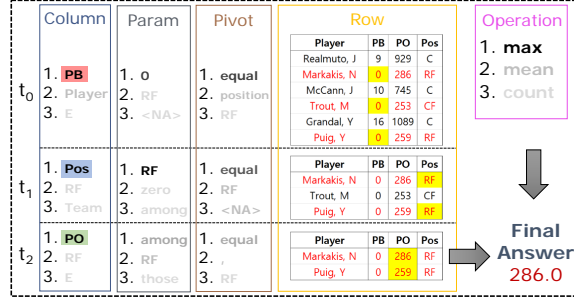 Column Param Pivot Row Operation
t0
1. PB
2. Player
3. E
1. 0
2. RF
3. <NA>
1. equal
2. position
3. RF
Player PB PO Pos
Realmuto, J 9 929 C
Markakis, N 0 286 RF
McCann, J 10 745 C
Trout, M 0 253 CF
Grandal, Y 16 1089 C
Puig, Y 0 259 RF
1. max
2. mean
3. count
t1
1. Pos
2. RF
3. Team
1. RF
2. zero
3. among
1. equal
2. RF
3. <NA>
Player PB PO Pos
Markakis, N 0 286 RF
Trout, M 0 253 CF
Puig, Y 0 259 RF
t2
1. PO
2. RF
3. E
1. among
2. RF
3. those
1. equal
2. ,
3. RF
Player PB PO Pos
Markakis, N 0 286 RF
Puig, Y 0 259 RF
Final
Answer
286.0